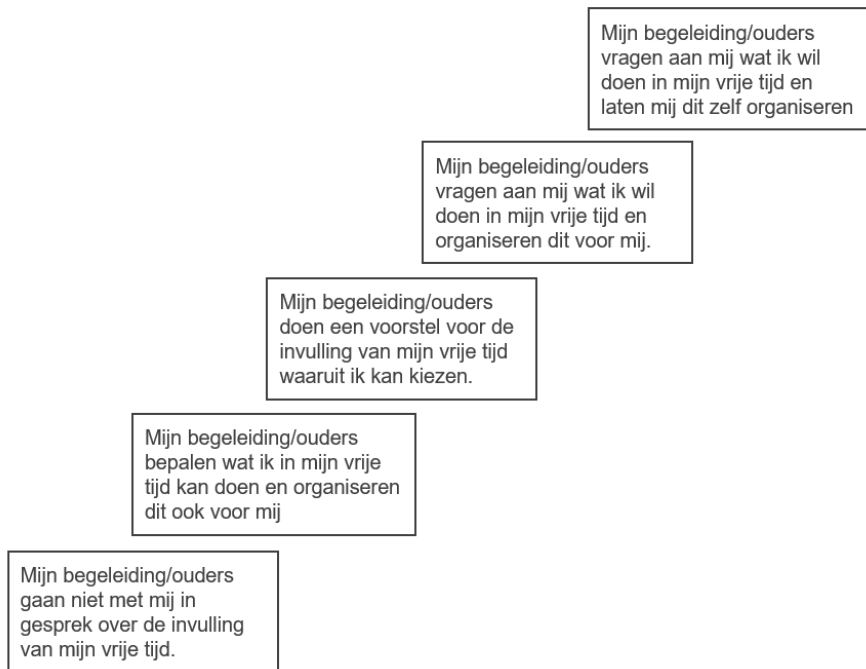 Mijn begeleiding/ouders
vragen aan mij wat ik wil
doen in mijn vrije tijd en
laten mij dit zelf organiseren
Mijn begeleiding/ouders
vragen aan mij wat ik wil
doen in mijn vrije tijd en
organiseren dit voor mij.
Mijn begeleiding/ouders
doen een voorstel voor de
invulling van mijn vrije tijd
waaruit ik kan kiezen.
Mijn begeleiding/ouders
bepalen wat ik in mijn vrije
tijd kan doen en organiseren
dit ook voor mij
Mijn begeleiding/ouders
gaan niet met mij in
gesprek over de invulling
van mijn vrije tijd.